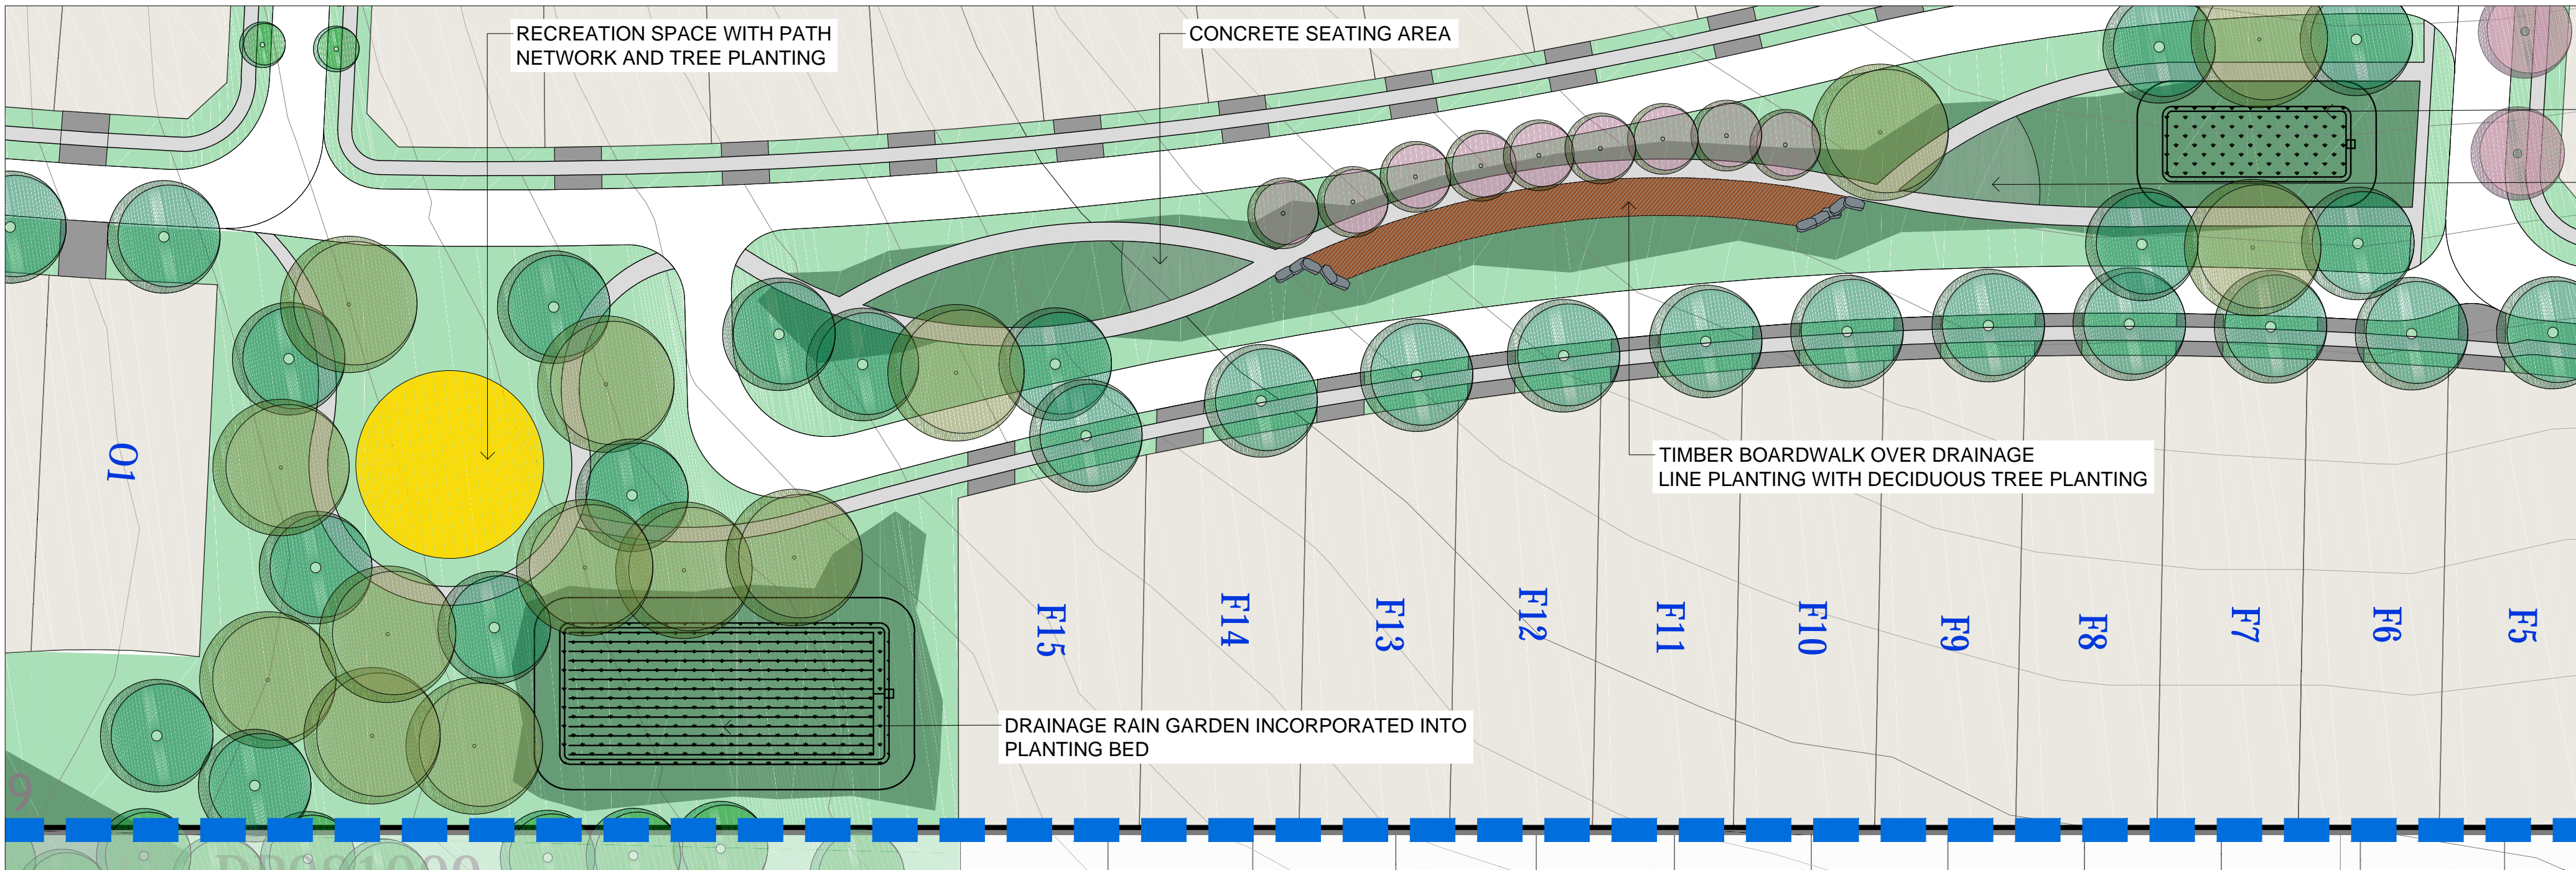 RECREATION SPACE WITH PATH
NETWORK AND TREE PLANTING
CONCRETE SEATING AREA
TIMBER BOARDWALK OVER DRAINAGE
LINE PLANTING WITH DECIDUOUS TREE PLANTING
O1
F15
F14
F13
F12
F11
F10
F9
F8
F7
F6
F5
DRAINAGE RAIN GARDEN INCORPORATED INTO
PLANTING BED
9